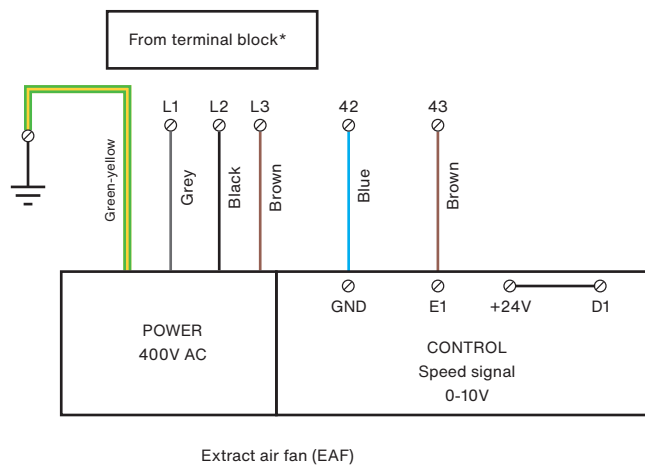 From terminal block*
L1 L2 L3 42 43
Green-yellow
Grey
Black
Brown
Blue
Brown
GND E1 +24V D1
POWER
400V AC
CONTROL
Speed signal
0-10V
Extract air fan (EAF)